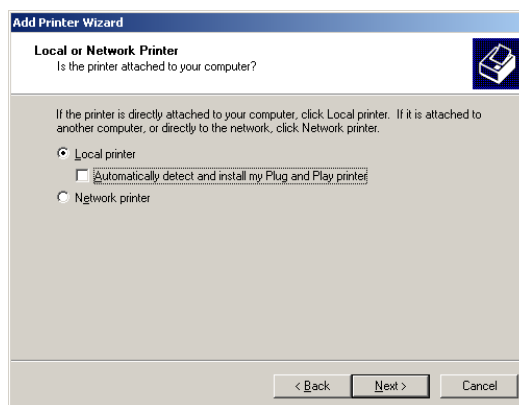 Add Printer Wizard
Local or Network Printer
Is the printer attached to your computer?
If the printer is directly attached to your computer, click Local printer. If it is attached to
another computer, or directly to the network, click Network printer.
Local printer
Automatically detect and install my Plug and Play printer
Network printer
< Back
Next >
Cancel